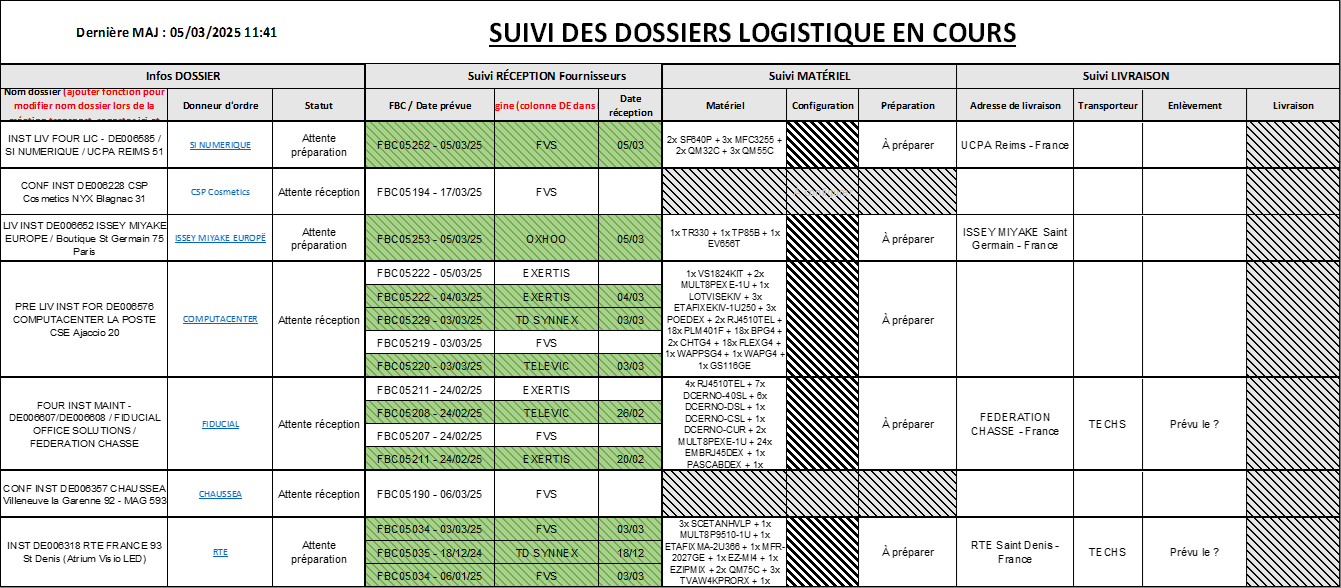 Dernière MAJ : 05/03/2025 11:41
SUIVI DES DOSSIERS LOGISTIQUE EN COURS
Infos DOSSIER
Suivi RÉCEPTION Fournisseurs
Suivi MATÉRIEL
Suivi LIVRAISON
Nom dossier (ajouter fonction pour
modifier nom dossier lors de la
Donneur d'ordre
Statut
FBC / Date prévue
gine (colonne DE dans
Date
réception
Matériel
Configuration
Préparation
Adresse de livraison
Transporteur
Enlèvement
Livraison
INST LIV FOUR LIC - DE006585 /
SI NUMERIQUE / UCPA REIMS 51
SI NUMERIQUE
Attente
préparation
FBC05252 - 05/03/25
FVS
05/03
2x SF640P + 3x MFC3255 +
2x QM32C + 3x QM55C
À préparer
UCPA Reims - France
CONF INST DE006228 CSP
Cosmetics NYX Blagnac 31
CSP Cosmetics
Attente réception
FBC05194 - 17/03/25
FVS
LIV INST DE006652 ISSEY MIYAKE
EUROPE / Boutique St Germain 75
Paris
ISSEY MIYAKE EUROPE
Attente
préparation
FBC05253 - 05/03/25
OXHOO
05/03
1x TR330 + 1x TP85B + 1x
EV656T
À préparer
ISSEY MIYAKE Saint
Germain - France
PRE LIV INST FOR DE006576
COMPUTACENTER LA POSTE
CSE Ajaccio 20
COMPUTACENTER
Attente réception
FBC05222 - 05/03/25
EXERTIS
FBC05222 - 04/03/25
EXERTIS
04/03
FBC05229 - 03/03/25
TD SYNNEX
03/03
FBC05219 - 03/03/25
FVS
FBC05220 - 03/03/25
TELEVIC
03/03
1x VS1824KIT + 2x
MULT8PEXE-1U + 1x
LOTVISEKIV + 3x
ETAFIXEKIV-1U250 + 3x
POEDEX + 2x RJ4510TEL +
18x PLM401F + 18x BPG4 +
2x CHTG4 + 18x FLEXG4 +
1x WAPPSG4 + 1x WAPG4 +
1x GS116GE
À préparer
FOUR INST MAINT -
DE006607/DE006608 / FIDUCIAL
OFFICE SOLUTIONS /
FEDERATION CHASSE
FIDUCIAL
Attente réception
FBC05211 - 24/02/25
EXERTIS
FBC05208 - 24/02/25
TELEVIC
26/02
FBC05207 - 24/02/25
FVS
FBC05211 - 24/02/25
EXERTIS
20/02
4x RJ4510TEL + 7x
DCERNO-40SL + 6x
DCERNO-DSL + 1x
DCERNO-CSL + 1x
DCERNO-CUR + 2x
MULT8PEXE-1U + 24x
EMBRJ45DEX + 1x
PASCABDEX + 1x
À préparer
FEDERATION
CHASSE - France
TECHS
Prévu le ?
CONF INST DE006357 CHAUSSEA
Villeneuve la Garenne 92 - MAG 593
CHAUSSEA
Attente réception
FBC05190 - 06/03/25
FVS
INST DE006318 RTE FRANCE 93
St Denis (Atrium Visio LED)
RTE
Attente
préparation
FBC05034 - 03/03/25
FVS
03/03
FBC05035 - 18/12/24
TD SYNNEX
18/12
FBC05034 - 06/01/25
FVS
03/03
3x SCETANHVLP + 1x
MULT8P9510-1U + 1x
ETAFIXMA-2U366 + 1x MFR-
2027GE + 1x EZ-MI4 + 1x
EZIPMIX + 2x QM75C + 3x
TVAW4KPRORX + 1x
À préparer
RTE Saint Denis -
France
TECHS
Prévu le ?